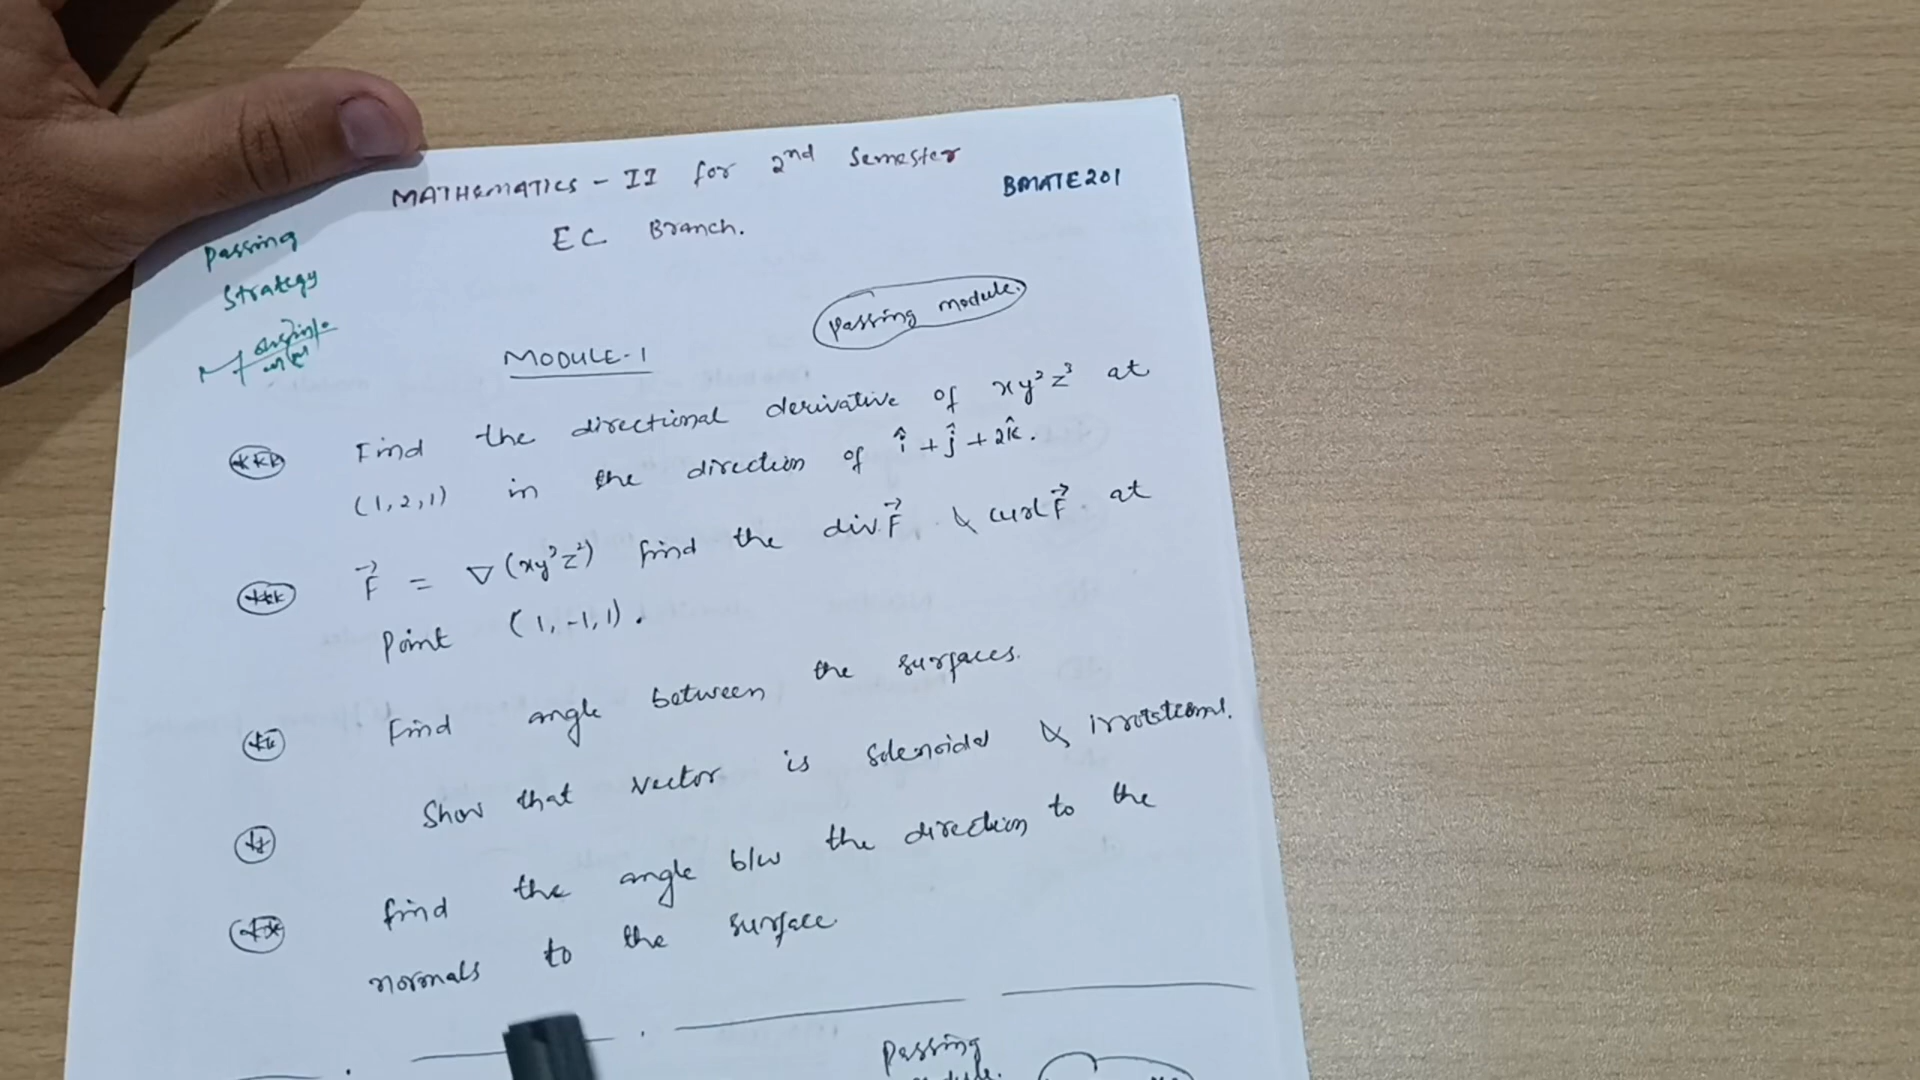 MATHEMATICS - II for 2nd Semester
BMATE201
EC Branch.
Passing
Strategy
Passing module.
MODULE-1
*** Find the directional derivative of xy²z³ at
(1,2,1) in the direction of î + ĵ + 2k̂.
*** F⃗ = ∇(xy³z²) find the div F⃗ & curl F⃗ at
Point (1,-1,1).
** Find angle between the surfaces.
** Show that vector is solenoidal & irrotational.
** find the angle b/w the direction to the
normals to the surface
Passing